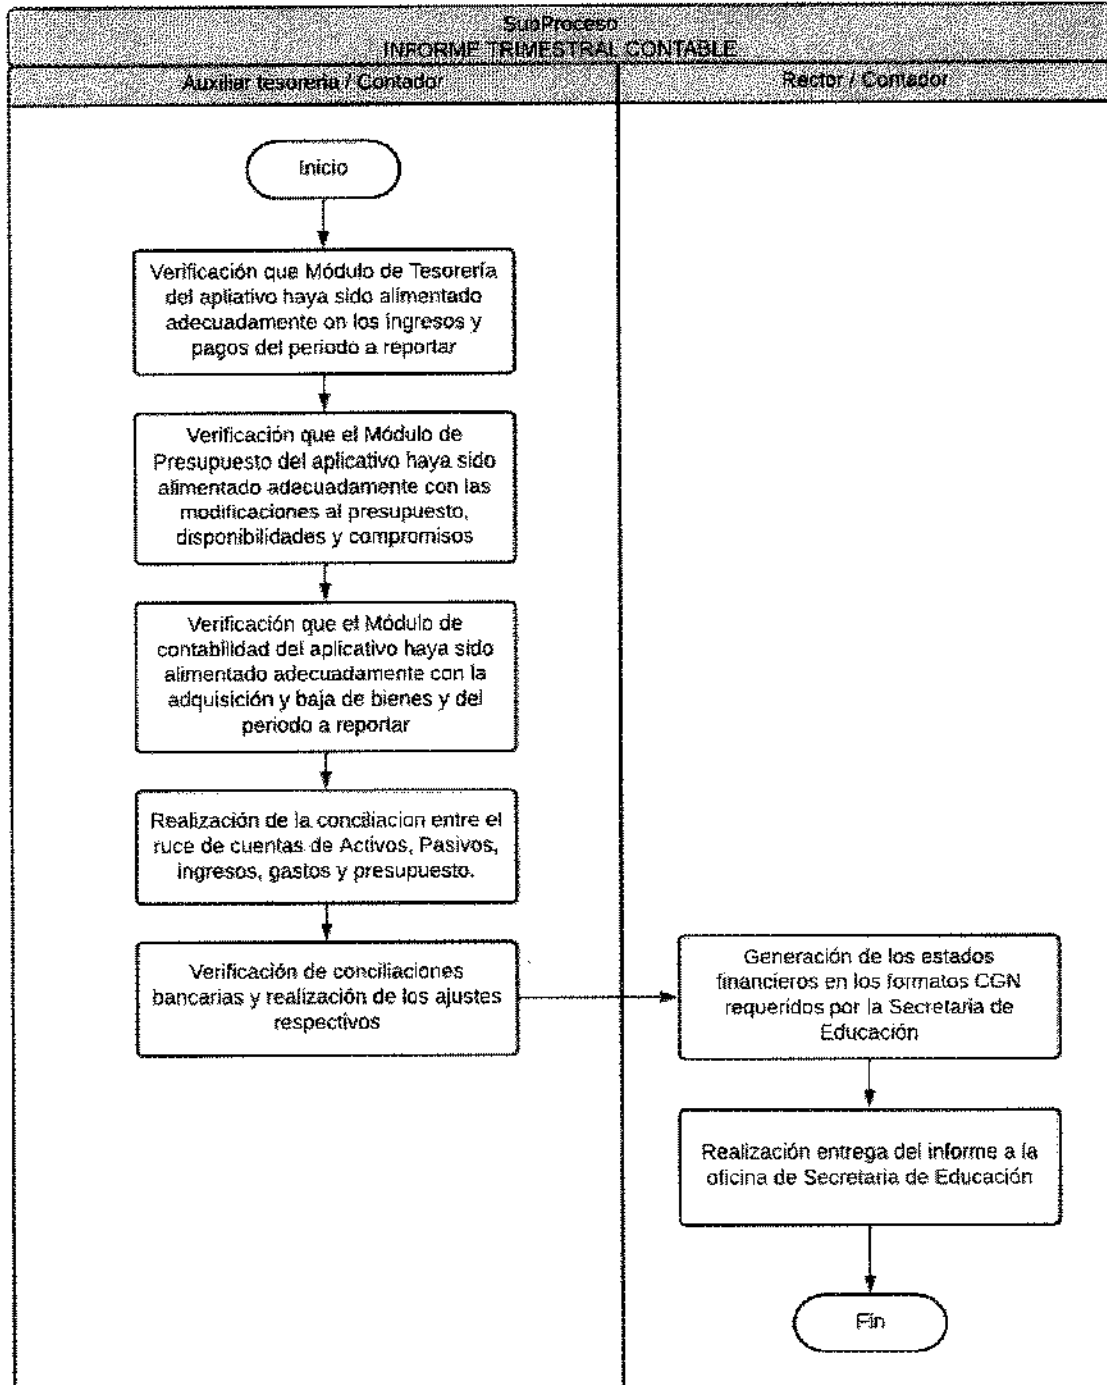 SubProceso
INFORME TRIMESTRAL CONTABLE
Auxiliar tesoreria / Contador
Rector / Contador
Inicio
Verificación que Módulo de Tesorería
del apliativo haya sido alimentado
adecuadamente on los ingresos y
pagos del periodo a reportar
Verificación que el Módulo de
Presupuesto del aplicativo haya sido
alimentado adecuadamente con las
modificaciones al presupuesto,
disponibilidades y compromisos
Verificación que el Módulo de
contabilidad del aplicativo haya sido
alimentado adecuadamente con la
adquisición y baja de bienes y del
periodo a reportar
Realización de la conciliacion entre el
ruce de cuentas de Activos, Pasivos,
ingresos, gastos y presupuesto.
Verificación de conciliaciones
bancarias y realización de los ajustes
respectivos
Generación de los estados
financieros en los formatos CGN
requeridos por la Secretaria de
Educación
Realización entrega del informe a la
oficina de Secretaria de Educación
Fin